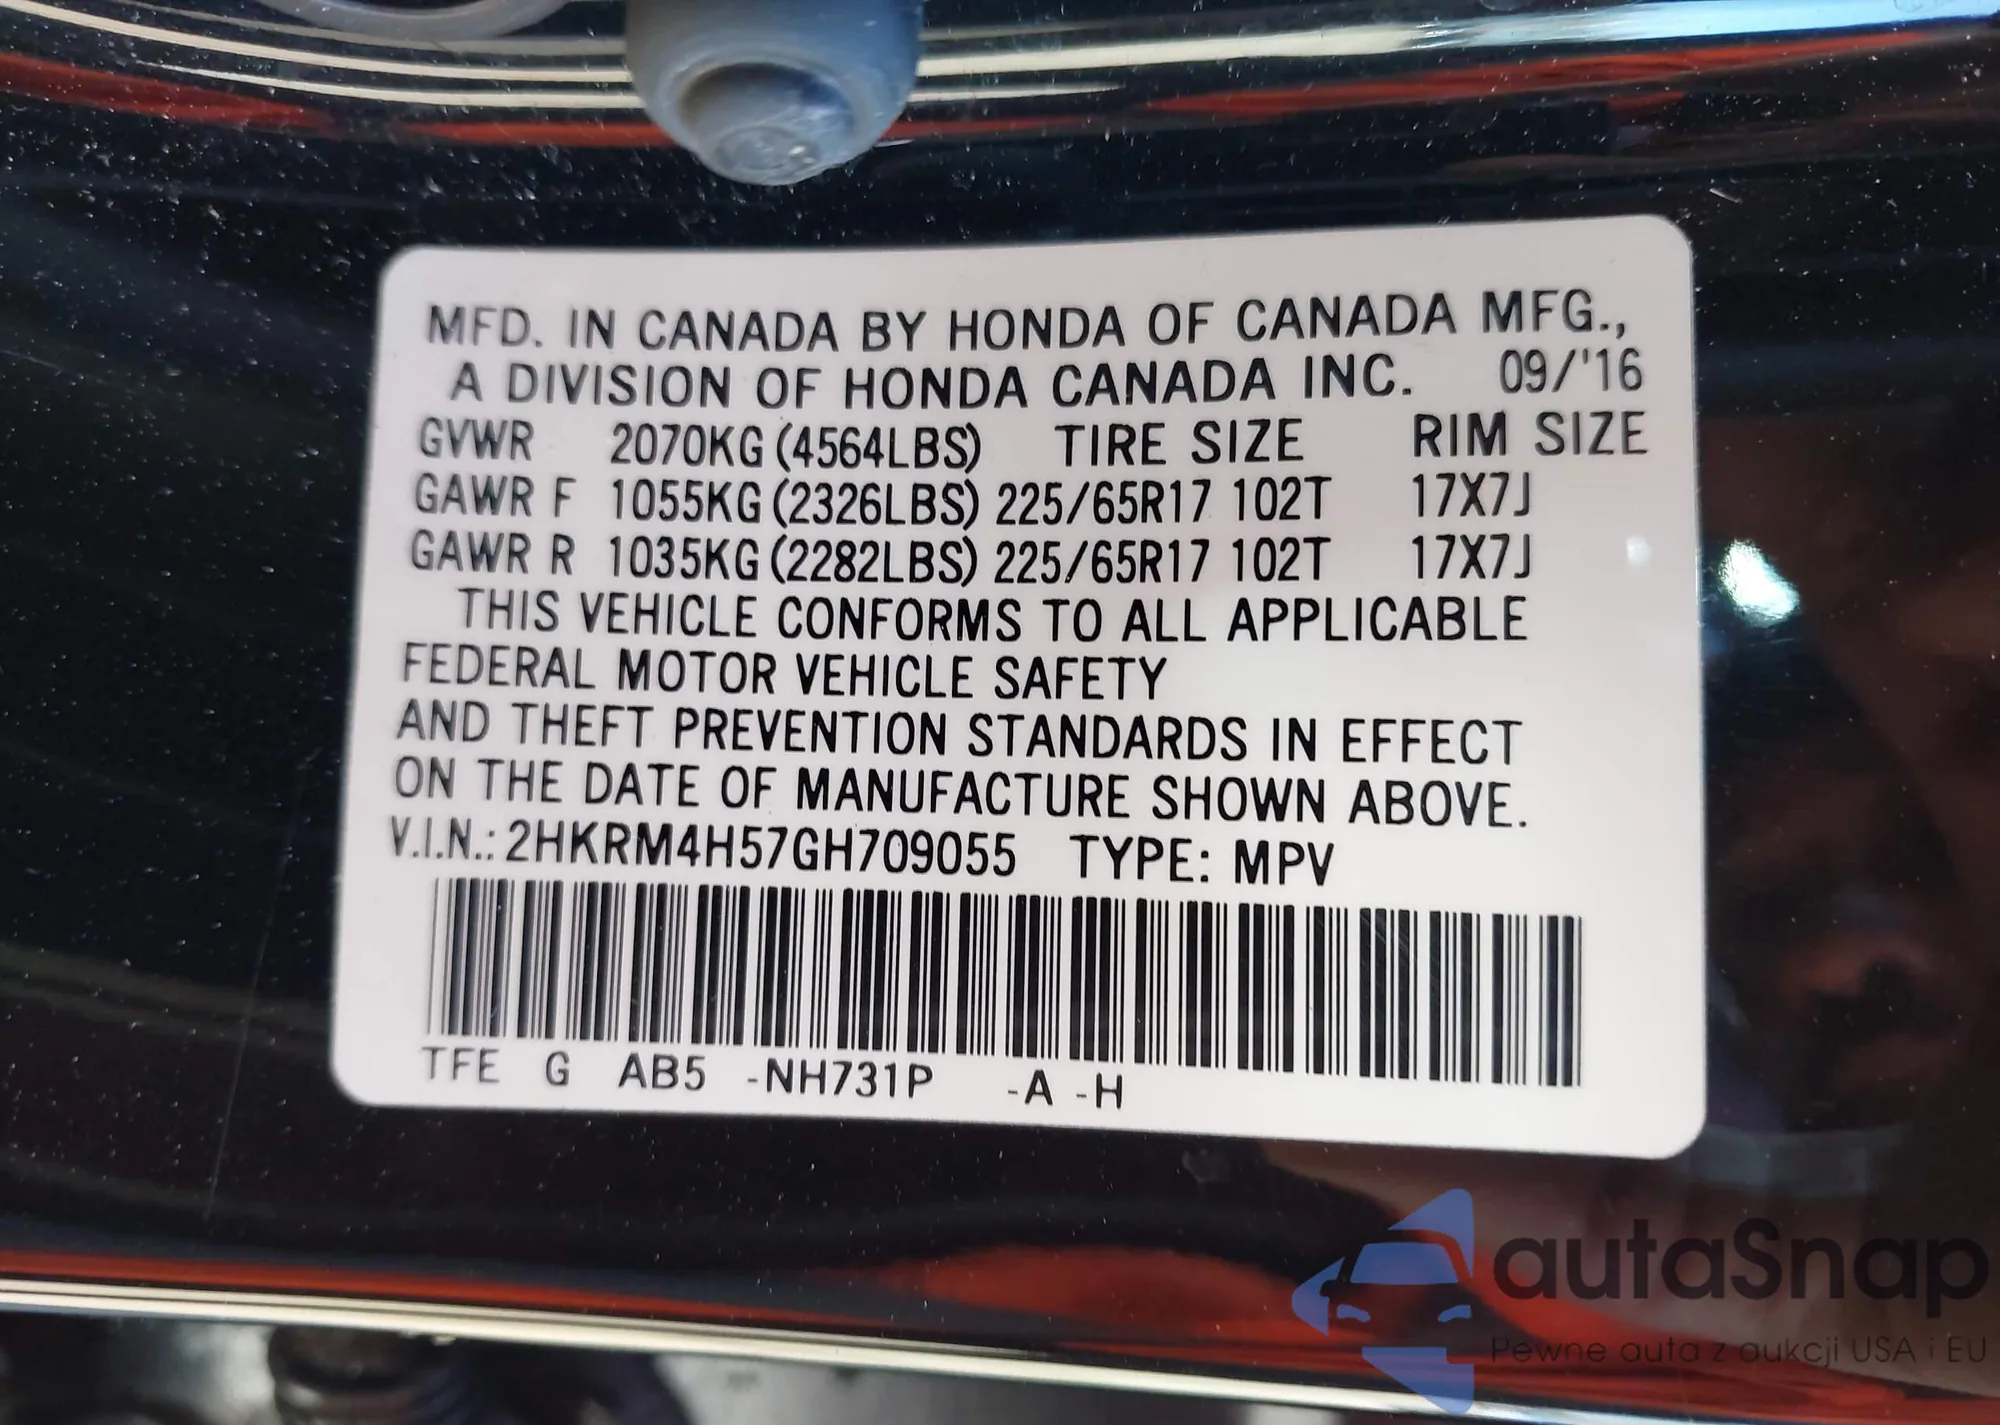 MFD. IN CANADA BY HONDA OF CANADA MFG.,
A DIVISION OF HONDA CANADA INC. 09/'16
GVWR 2070KG (4564LBS) TIRE SIZE RIM SIZE
GAWR F 1055KG (2326LBS) 225/65R17 102T 17X7J
GAWR R 1035KG (2282LBS) 225/65R17 102T 17X7J
THIS VEHICLE CONFORMS TO ALL APPLICABLE
FEDERAL MOTOR VEHICLE SAFETY
AND THEFT PREVENTION STANDARDS IN EFFECT
ON THE DATE OF MANUFACTURE SHOWN ABOVE.
V.I.N.: 2HKRM4H57GH709055 TYPE: MPV
TFE G AB5 -NH731P -A -H
autaSnap
Pewne auta z aukcji USA i EU